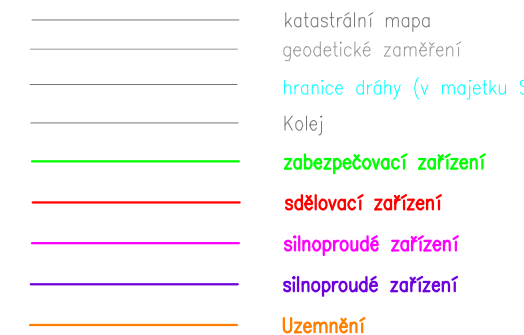 katastrální mapa
geodetické zaměření
hranice dráhy (v majetku
Kolej
zabezpečovací zařízení
sdělovací zařízení
silnoproudé zařízení
silnoproudé zařízení
Uzemnění